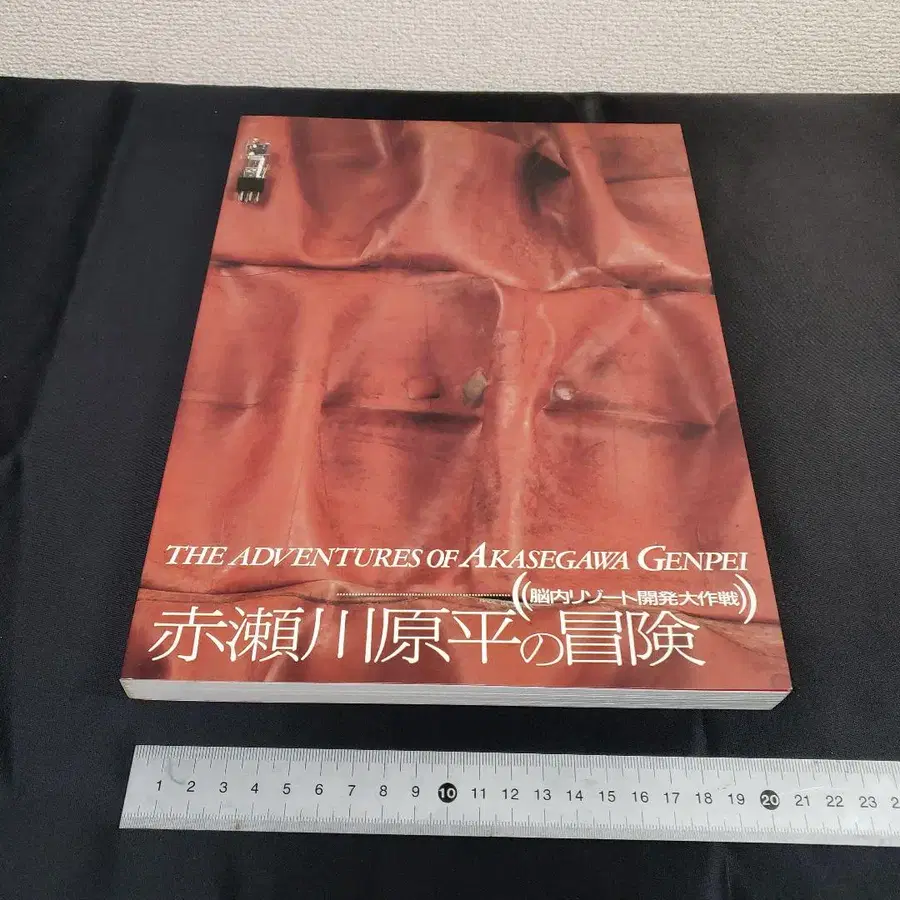 THE ADVENTURES OF AKASEGAWA GENPEI
((脳内リゾート開発大作戦))
赤瀬川原平の冒険
1 2 3 4 5 6 7 8 9 10 11 12 13 14 15 16 17 18 19 20 21 22 23